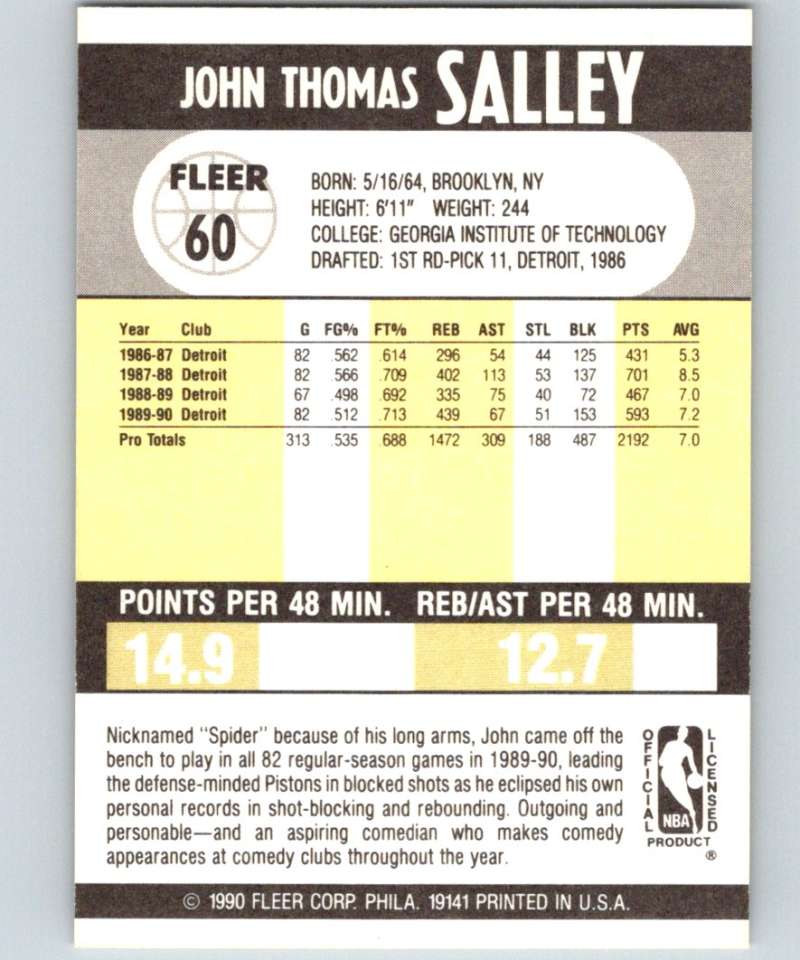 JOHN THOMAS SALLEY
FLEER
60
BORN: 5/16/64, BROOKLYN, NY
HEIGHT: 6'11" WEIGHT: 244
COLLEGE: GEORGIA INSTITUTE OF TECHNOLOGY
DRAFTED: 1ST RD-PICK 11, DETROIT, 1986
Year Club G FG% FT% REB AST STL BLK PTS AVG
1986-87 Detroit 82 .562 .614 296 54 44 125 431 5.3
1987-88 Detroit 82 .566 .709 402 113 53 137 701 8.5
1988-89 Detroit 67 .498 .692 335 75 40 72 467 7.0
1989-90 Detroit 82 .512 .713 439 67 51 153 593 7.2
Pro Totals 313 .535 .688 1472 309 188 487 2192 7.0
POINTS PER 48 MIN. REB/AST PER 48 MIN.
14.9 12.7
Nicknamed "Spider" because of his long arms, John came off the
bench to play in all 82 regular-season games in 1989-90, leading
the defense-minded Pistons in blocked shots as he eclipsed his own
personal records in shot-blocking and rebounding. Outgoing and
personable—and an aspiring comedian who makes comedy
appearances at comedy clubs throughout the year.
OFFICIAL
LICENSED
NBA
PRODUCT
®
© 1990 FLEER CORP. PHILA. 19141 PRINTED IN U.S.A.